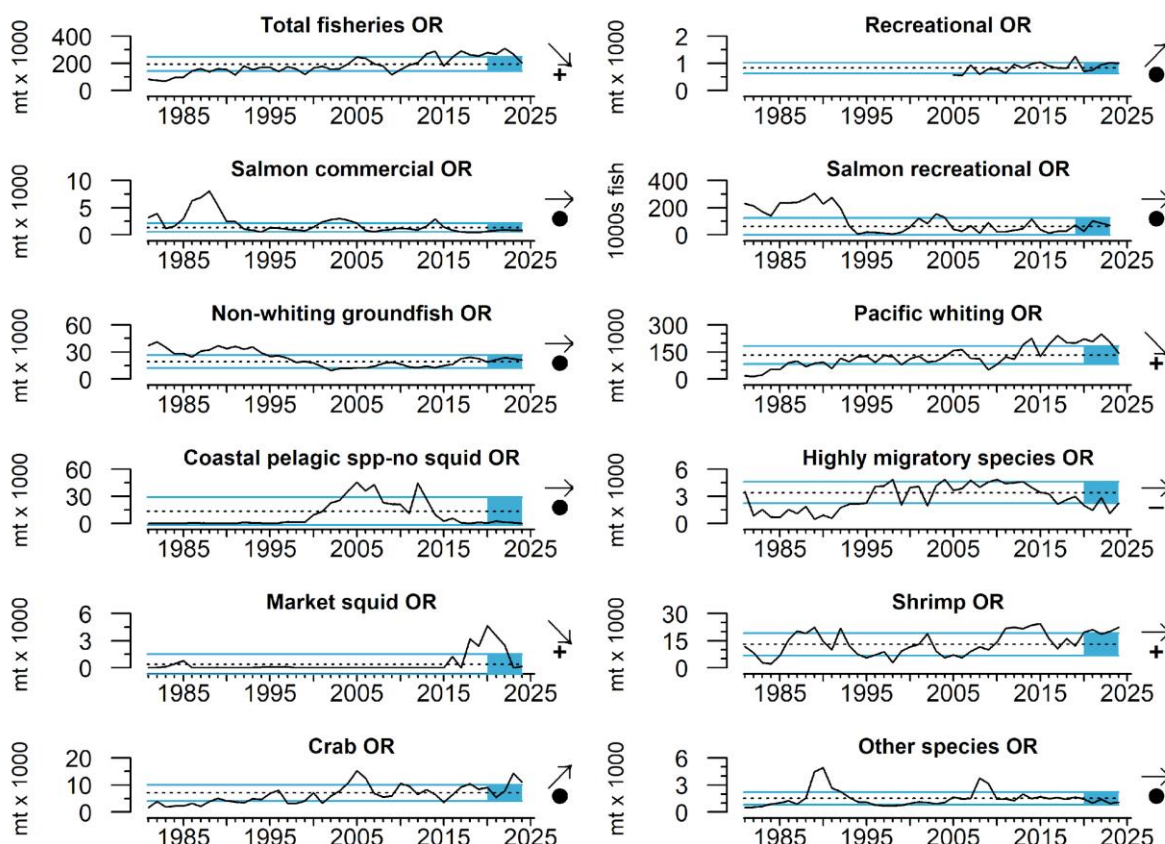 Total fisheries OR
mt x 1000
400
200
0
1985 1995 2005 2015 2025
+
Recreational OR
mt x 1000
2
1
0
1985 1995 2005 2015 2025
Salmon commercial OR
mt x 1000
10
5
0
1985 1995 2005 2015 2025
Salmon recreational OR
1000s fish
400
200
0
1985 1995 2005 2015 2025
Non-whiting groundfish OR
mt x 1000
60
30
0
1985 1995 2005 2015 2025
Pacific whiting OR
mt x 1000
300
150
0
1985 1995 2005 2015 2025
+
Coastal pelagic spp-no squid OR
mt x 1000
60
30
0
1985 1995 2005 2015 2025
Highly migratory species OR
mt x 1000
6
3
0
1985 1995 2005 2015 2025
−
Market squid OR
mt x 1000
6
3
0
1985 1995 2005 2015 2025
+
Shrimp OR
mt x 1000
30
15
0
1985 1995 2005 2015 2025
+
Crab OR
mt x 1000
20
10
0
1985 1995 2005 2015 2025
Other species OR
mt x 1000
6
3
0
1985 1995 2005 2015 2025